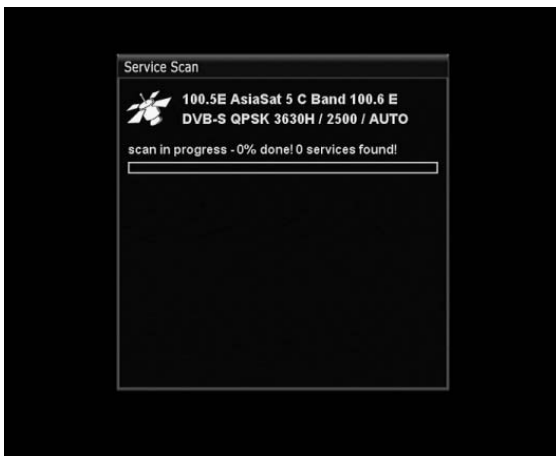 Service Scan
100.5E AsiaSat 5 C Band 100.6 E
DVB-S QPSK 3630H / 2500 / AUTO
scan in progress - 0% done! 0 services found!